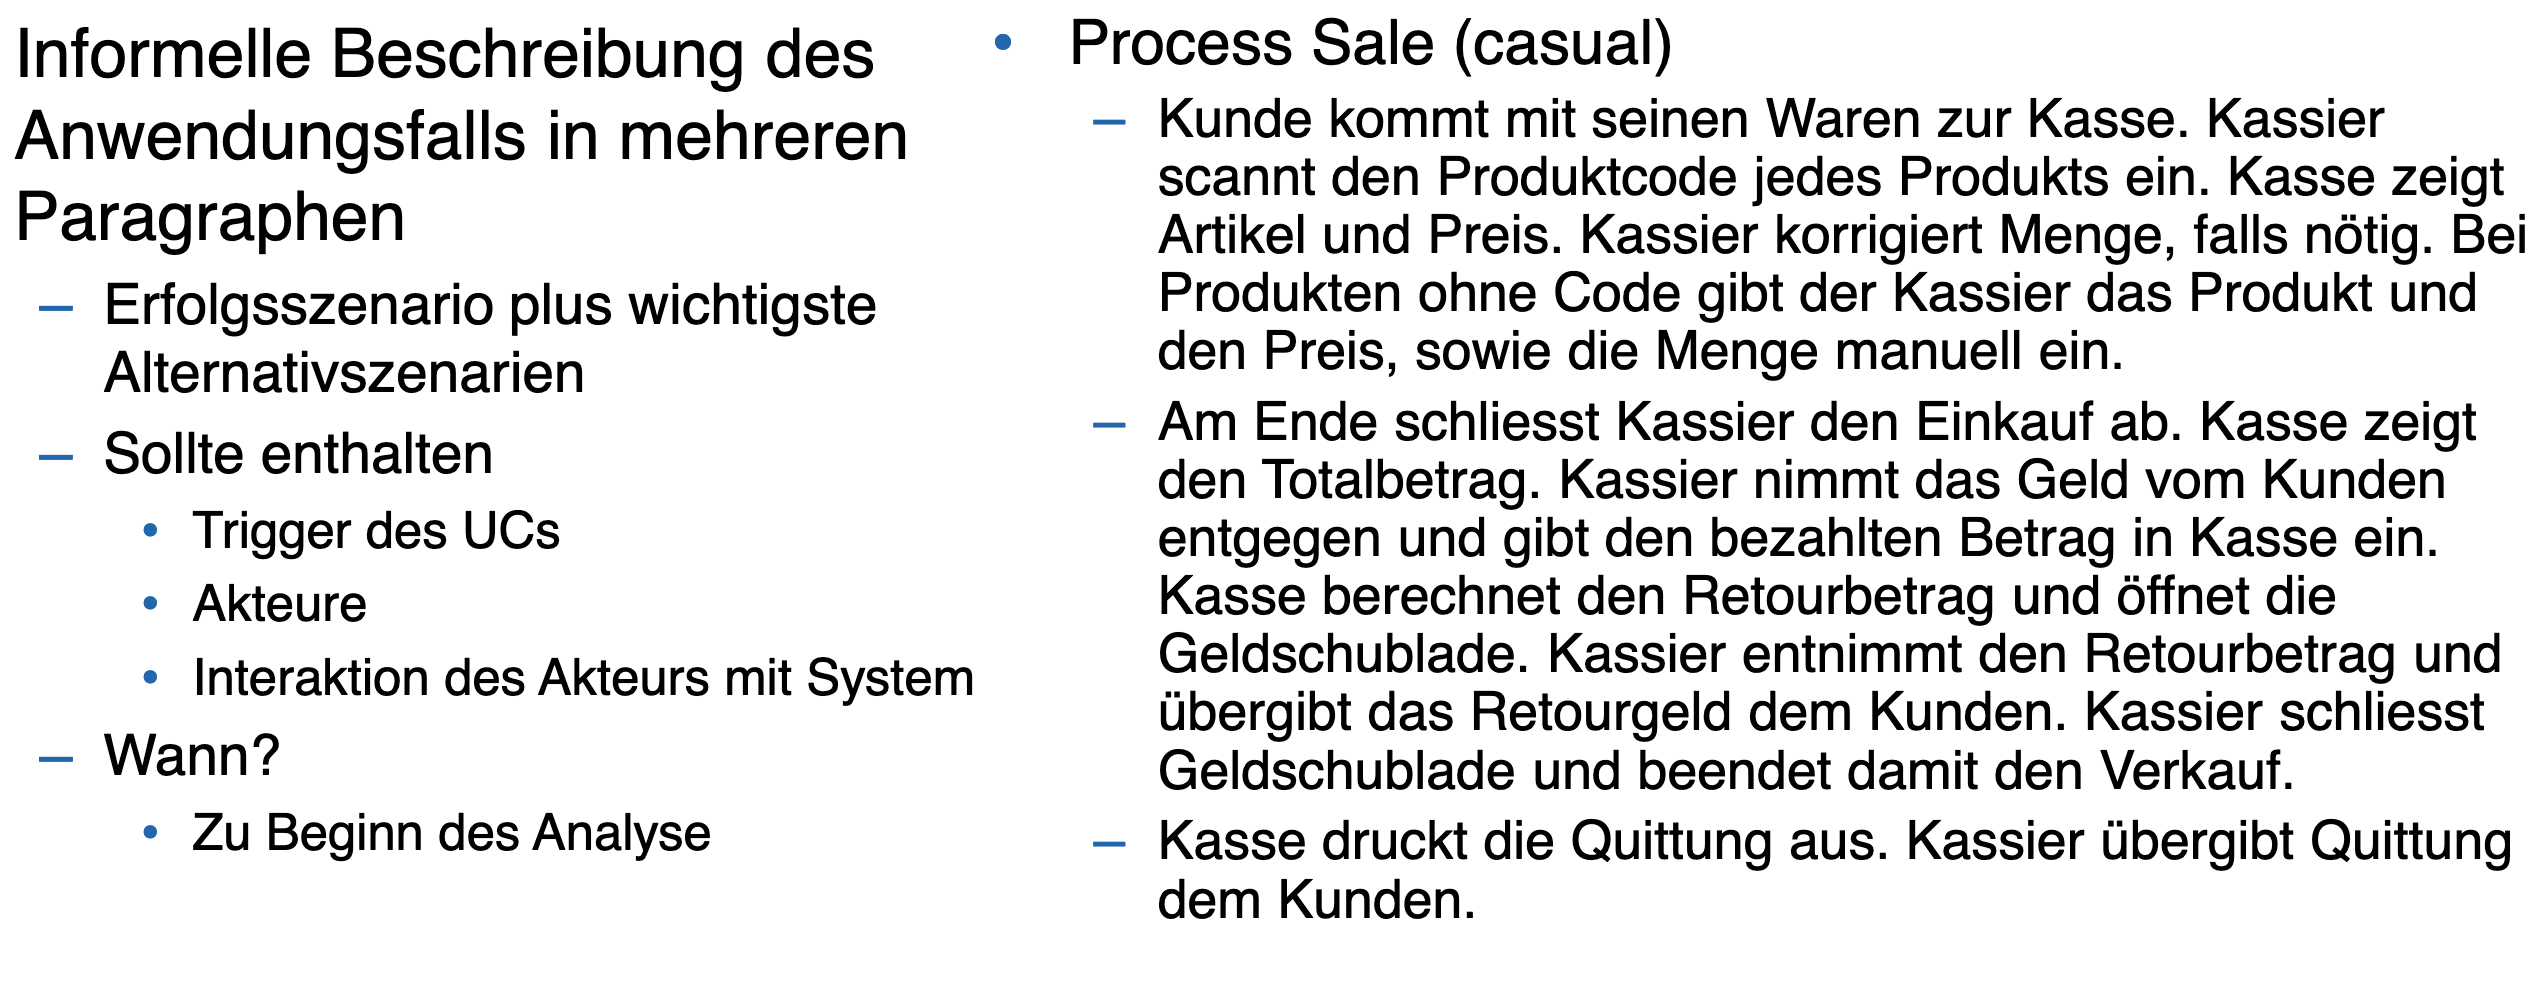 Informelle Beschreibung des
Anwendungsfalls in mehreren
Paragraphen
– Erfolgsszenario plus wichtigste
Alternativszenarien
– Sollte enthalten
• Trigger des UCs
• Akteure
• Interaktion des Akteurs mit System
– Wann?
• Zu Beginn des Analyse
• Process Sale (casual)
– Kunde kommt mit seinen Waren zur Kasse. Kassier
scannt den Produktcode jedes Produkts ein. Kasse zeigt
Artikel und Preis. Kassier korrigiert Menge, falls nötig. Bei
Produkten ohne Code gibt der Kassier das Produkt und
den Preis, sowie die Menge manuell ein.
– Am Ende schliesst Kassier den Einkauf ab. Kasse zeigt
den Totalbetrag. Kassier nimmt das Geld vom Kunden
entgegen und gibt den bezahlten Betrag in Kasse ein.
Kasse berechnet den Retourbetrag und öffnet die
Geldschublade. Kassier entnimmt den Retourbetrag und
übergibt das Retourgeld dem Kunden. Kassier schliesst
Geldschublade und beendet damit den Verkauf.
– Kasse druckt die Quittung aus. Kassier übergibt Quittung
dem Kunden.